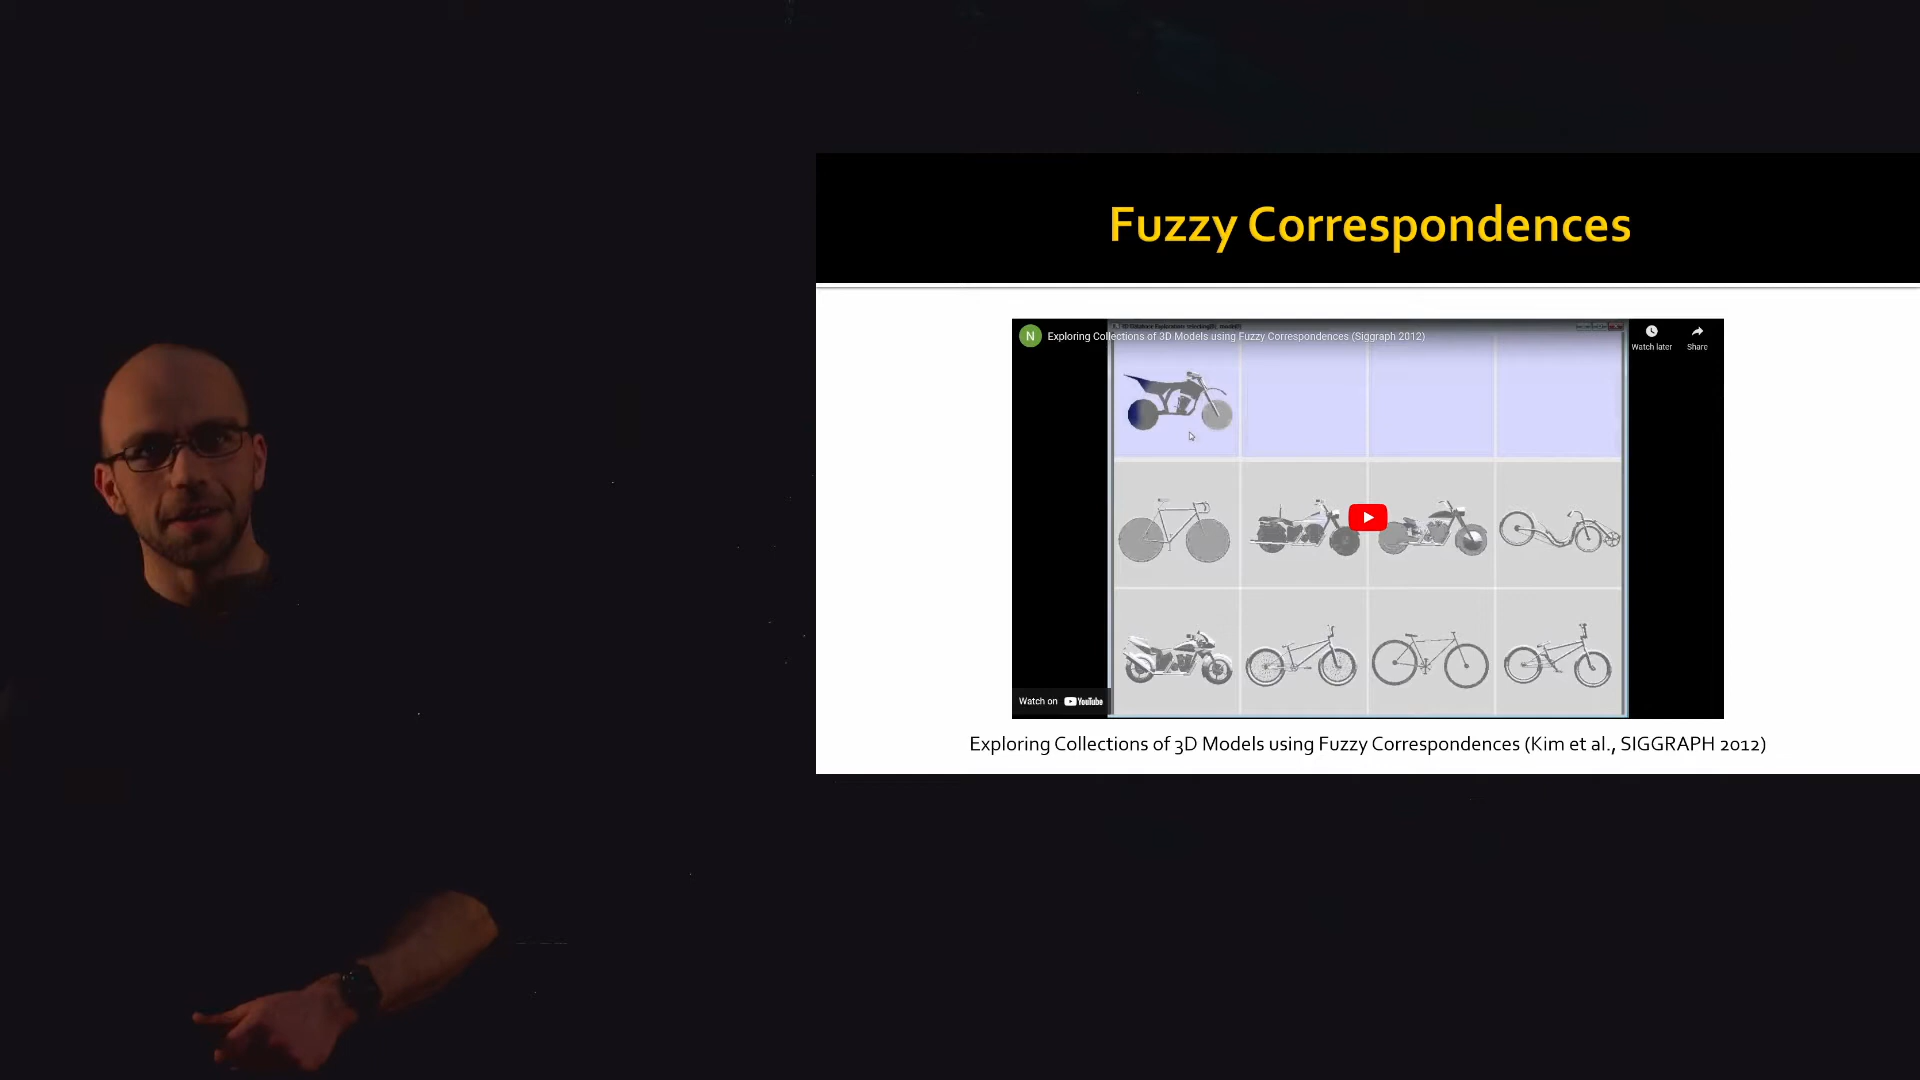 Fuzzy Correspondences
N
Exploring Collections of 3D Models using Fuzzy Correspondences (Siggraph 2012)
Watch later
Share
Watch on YouTube
Exploring Collections of 3D Models using Fuzzy Correspondences (Kim et al., SIGGRAPH 2012)